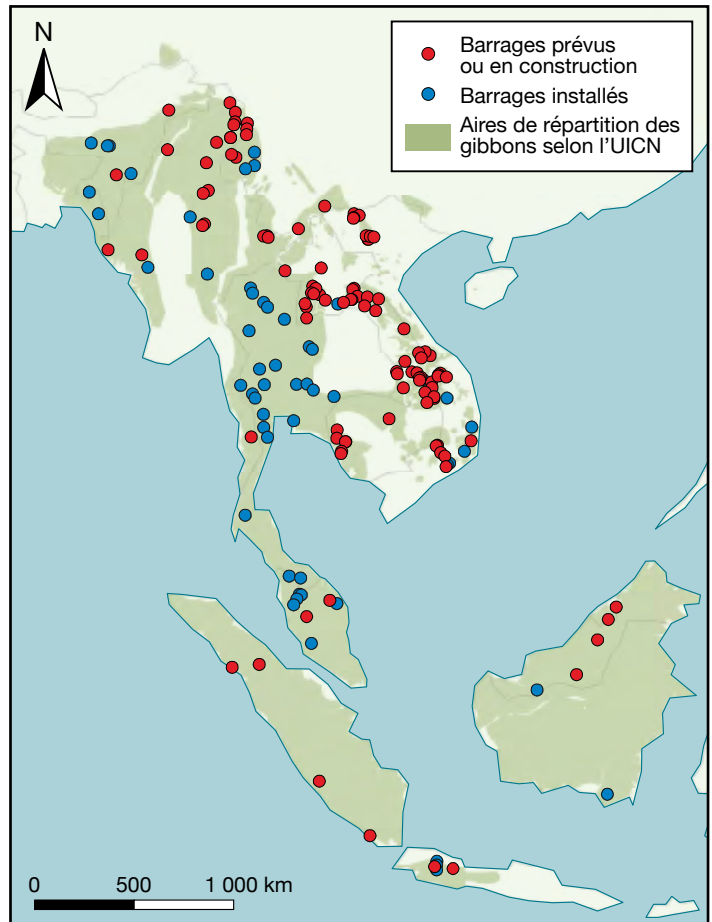 N
Barrages prévus
ou en construction
Barrages installés
Aires de répartition des
gibbons selon l’UICN
0 500 1 000 km